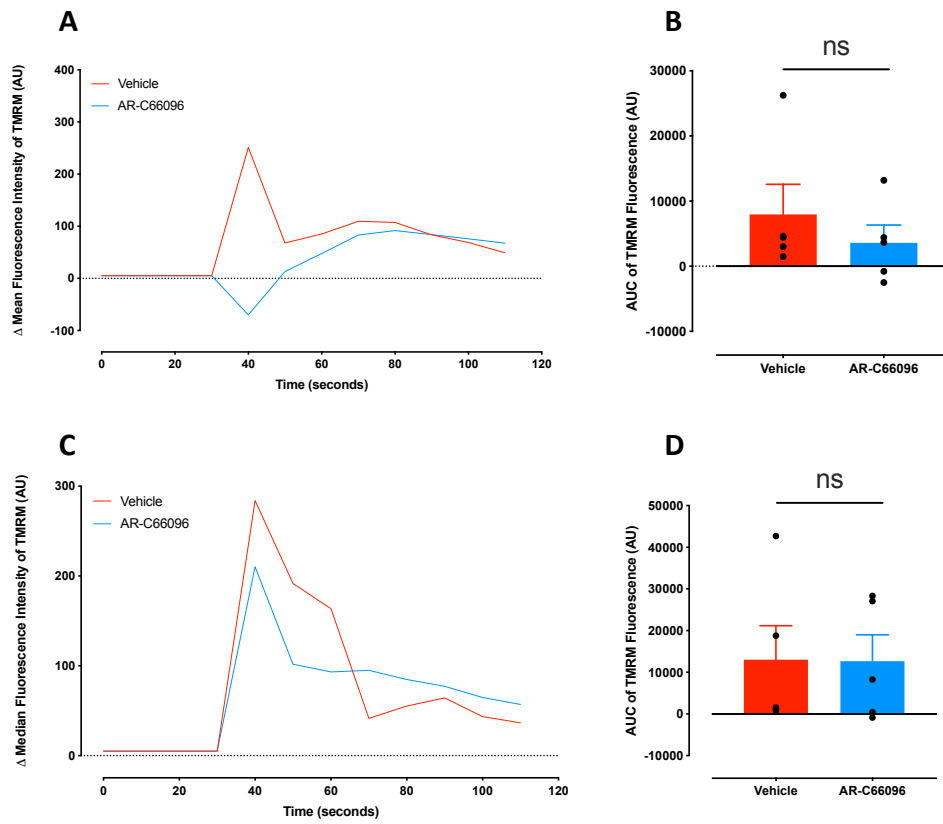 A
Δ Mean Fluorescence Intensity of TMRM (AU)
400
300
200
100
0
-100
Vehicle
AR-C66096
0 20 40 60 80 100 120
Time (seconds)
B
ns
AUC of TMRM Fluorescence (AU)
30000
20000
10000
0
-10000
Vehicle AR-C66096
C
Δ Median Fluorescence Intensity of TMRM (AU)
300
200
100
0
Vehicle
AR-C66096
0 20 40 60 80 100 120
Time (seconds)
D
ns
AUC of TMRM Fluorescence (AU)
50000
40000
30000
20000
10000
0
-10000
Vehicle AR-C66096